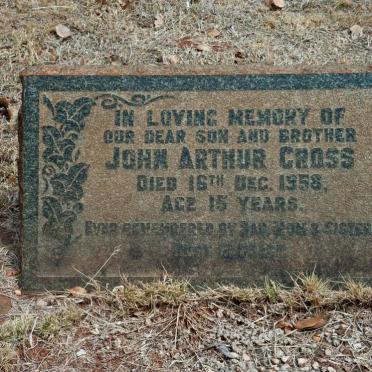 IN LOVING MEMORY OF
OUR DEAR SON AND BROTHER
JOHN ARTHUR CROSS
DIED 16TH DEC. 1958.
AGE 15 YEARS.
EVER REMEMBERED BY DAD, MUM & SISTER